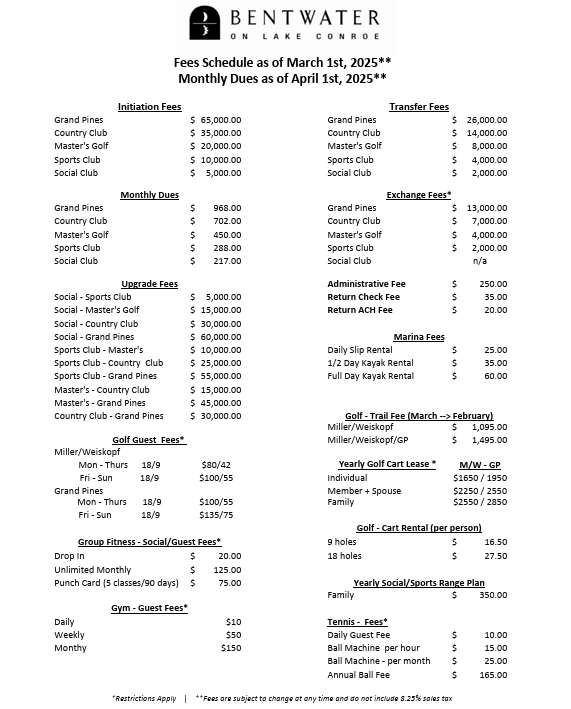 BENTWATER
ON LAKE CONROE
Fees Schedule as of March 1st, 2025**
Monthly Dues as of April 1st, 2025**
Initiation Fees
Grand Pines $ 65,000.00
Country Club $ 35,000.00
Master's Golf $ 20,000.00
Sports Club $ 10,000.00
Social Club $ 5,000.00
Monthly Dues
Grand Pines $ 968.00
Country Club $ 702.00
Master's Golf $ 450.00
Sports Club $ 288.00
Social Club $ 217.00
Upgrade Fees
Social - Sports Club $ 5,000.00
Social - Master's Golf $ 15,000.00
Social - Country Club $ 30,000.00
Social - Grand Pines $ 60,000.00
Sports Club - Master's $ 10,000.00
Sports Club - Country Club $ 25,000.00
Sports Club - Grand Pines $ 55,000.00
Master's - Country Club $ 15,000.00
Master's - Grand Pines $ 45,000.00
Country Club - Grand Pines $ 30,000.00
Golf Guest Fees*
Miller/Weiskopf
Mon - Thurs 18/9 $80/42
Fri - Sun 18/9 $100/55
Grand Pines
Mon - Thurs 18/9 $100/55
Fri - Sun 18/9 $135/75
Group Fitness - Social/Guest Fees*
Drop In $ 20.00
Unlimited Monthly $ 125.00
Punch Card (5 classes/90 days) $ 75.00
Gym - Guest Fees*
Daily $10
Weekly $50
Monthy $150
Transfer Fees
Grand Pines $ 26,000.00
Country Club $ 14,000.00
Master's Golf $ 8,000.00
Sports Club $ 4,000.00
Social Club $ 2,000.00
Exchange Fees*
Grand Pines $ 13,000.00
Country Club $ 7,000.00
Master's Golf $ 4,000.00
Sports Club $ 2,000.00
Social Club n/a
Administrative Fee $ 250.00
Return Check Fee $ 35.00
Return ACH Fee $ 20.00
Marina Fees
Daily Slip Rental $ 25.00
1/2 Day Kayak Rental $ 35.00
Full Day Kayak Rental $ 60.00
Golf - Trail Fee (March --> February)
Miller/Weiskopf $ 1,095.00
Miller/Weiskopf/GP $ 1,495.00
Yearly Golf Cart Lease * M/W - GP
Individual $1650 / 1950
Member + Spouse $2250 / 2550
Family $2550 / 2850
Golf - Cart Rental (per person)
9 holes $ 16.50
18 holes $ 27.50
Yearly Social/Sports Range Plan
Family $ 350.00
Tennis - Fees*
Daily Guest Fee $ 10.00
Ball Machine per hour $ 15.00
Ball Machine - per month $ 25.00
Annual Ball Fee $ 165.00
*Restrictions Apply | **Fees are subject to change at any time and do not include 8.25% sales tax